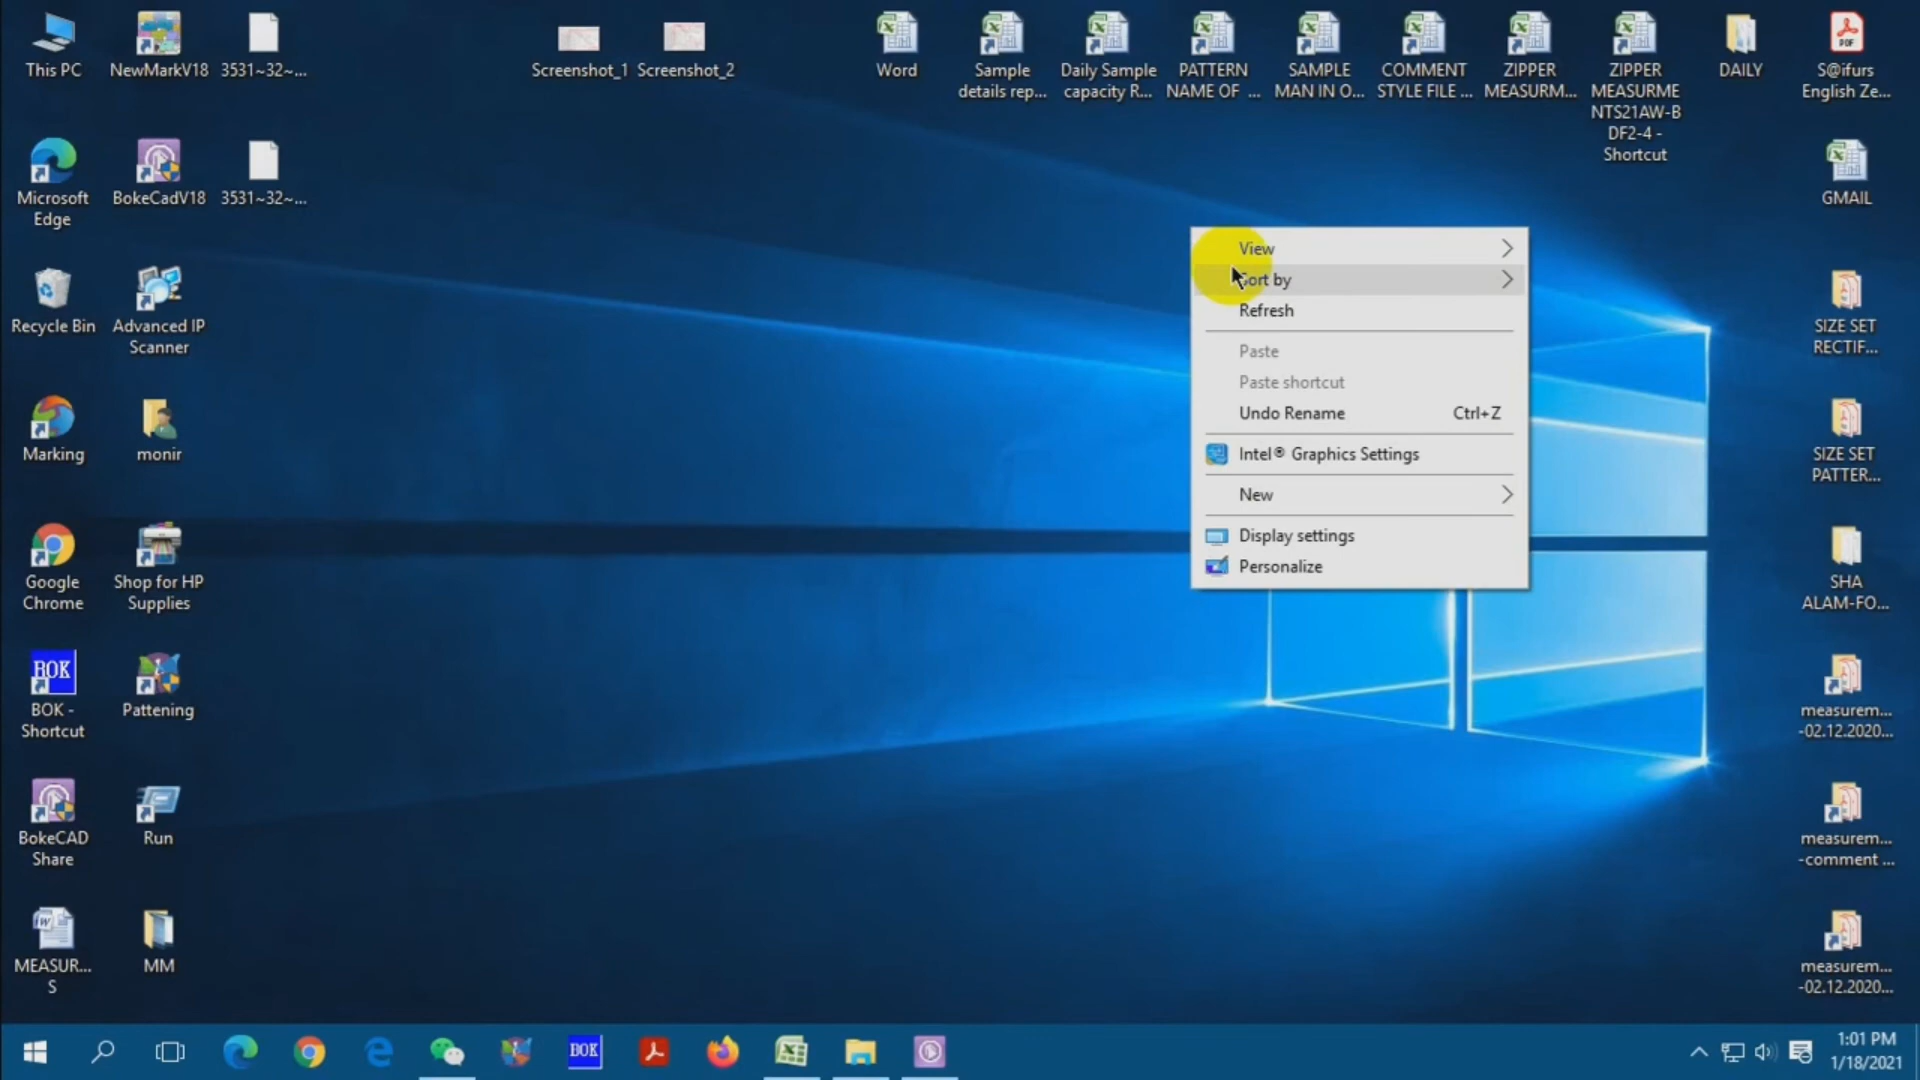 This PC
NewMarkV18
3531~32~...
Screenshot_1
Screenshot_2
Word
Sample
details rep...
Daily Sample
capacity R...
PATTERN
NAME OF ...
SAMPLE
MAN IN O...
COMMENT
STYLE FILE ...
ZIPPER
MEASURM...
ZIPPER
MEASURME
NTS21AW-B
DF2-4 -
Shortcut
DAILY
S@ifurs
English Ze...
Microsoft
Edge
BokeCadV18
3531~32~...
GMAIL
View
Sort by
Refresh
Paste
Paste shortcut
Undo Rename Ctrl+Z
Intel® Graphics Settings
New
Display settings
Personalize
Recycle Bin
Advanced IP
Scanner
SIZE SET
RECTIF...
Marking
monir
SIZE SET
PATTER...
Google
Chrome
Shop for HP
Supplies
SHA
ALAM-FO...
BOK
BOK -
Shortcut
Pattening
measurem...
-02.12.2020...
BokeCAD
Share
Run
measurem...
-comment ...
MEASUR...
S
MM
measurem...
-02.12.2020...
BOK
1:01 PM
1/18/2021